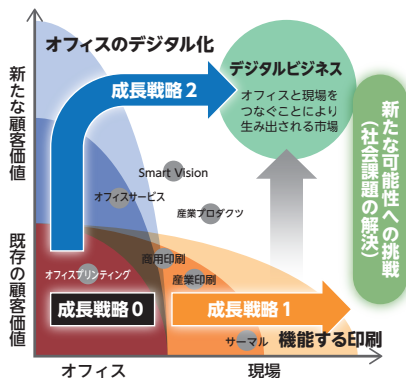 オフィスのデジタル化
成長戦略2
デジタルビジネス
オフィスと現場を
つなぐことにより
生み出される市場
新たな可能性への挑戦
（社会課題の解決）
新たな顧客価値
既存の顧客価値
Smart Vision
オフィスサービス
産業プロダクツ
商用印刷
オフィスプリンティング
産業印刷
成長戦略0
成長戦略1
サーマル
機能する印刷
オフィス
現場